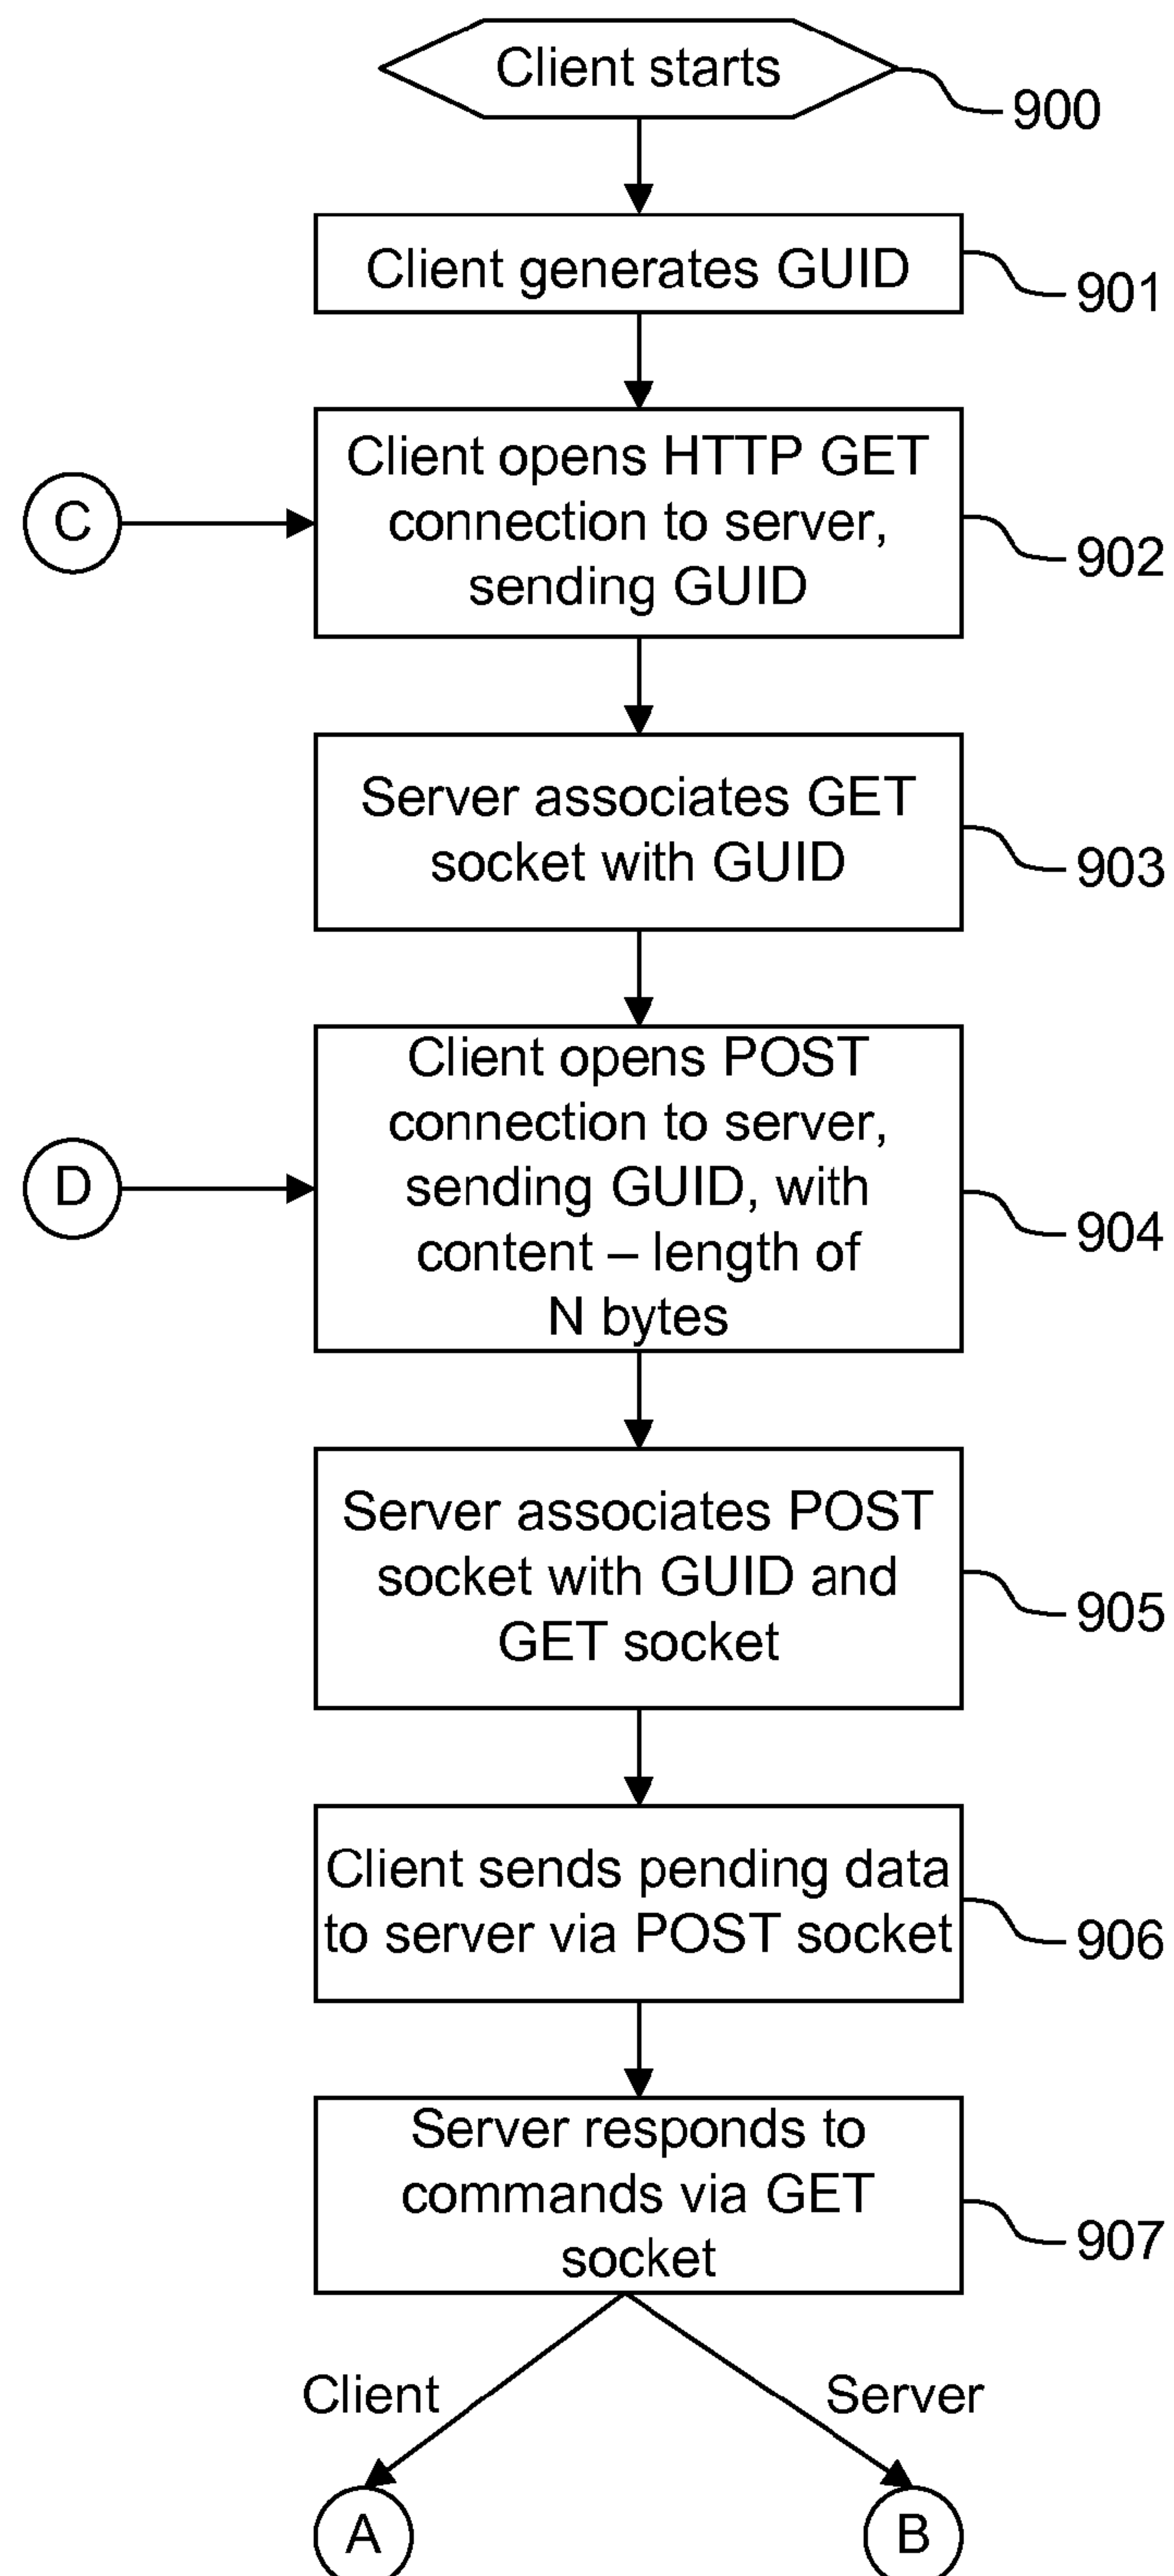 Client starts
900
Client generates GUID
901
Client opens HTTP GET
connection to server,
sending GUID
C
902
Server associates GET
socket with GUID
903
Client opens POST
connection to server,
sending GUID, with
content – length of
N bytes
D
904
Server associates POST
socket with GUID and
GET socket
905
Client sends pending data
to server via POST socket
906
Server responds to
commands via GET
socket
907
Client
Server
A
B